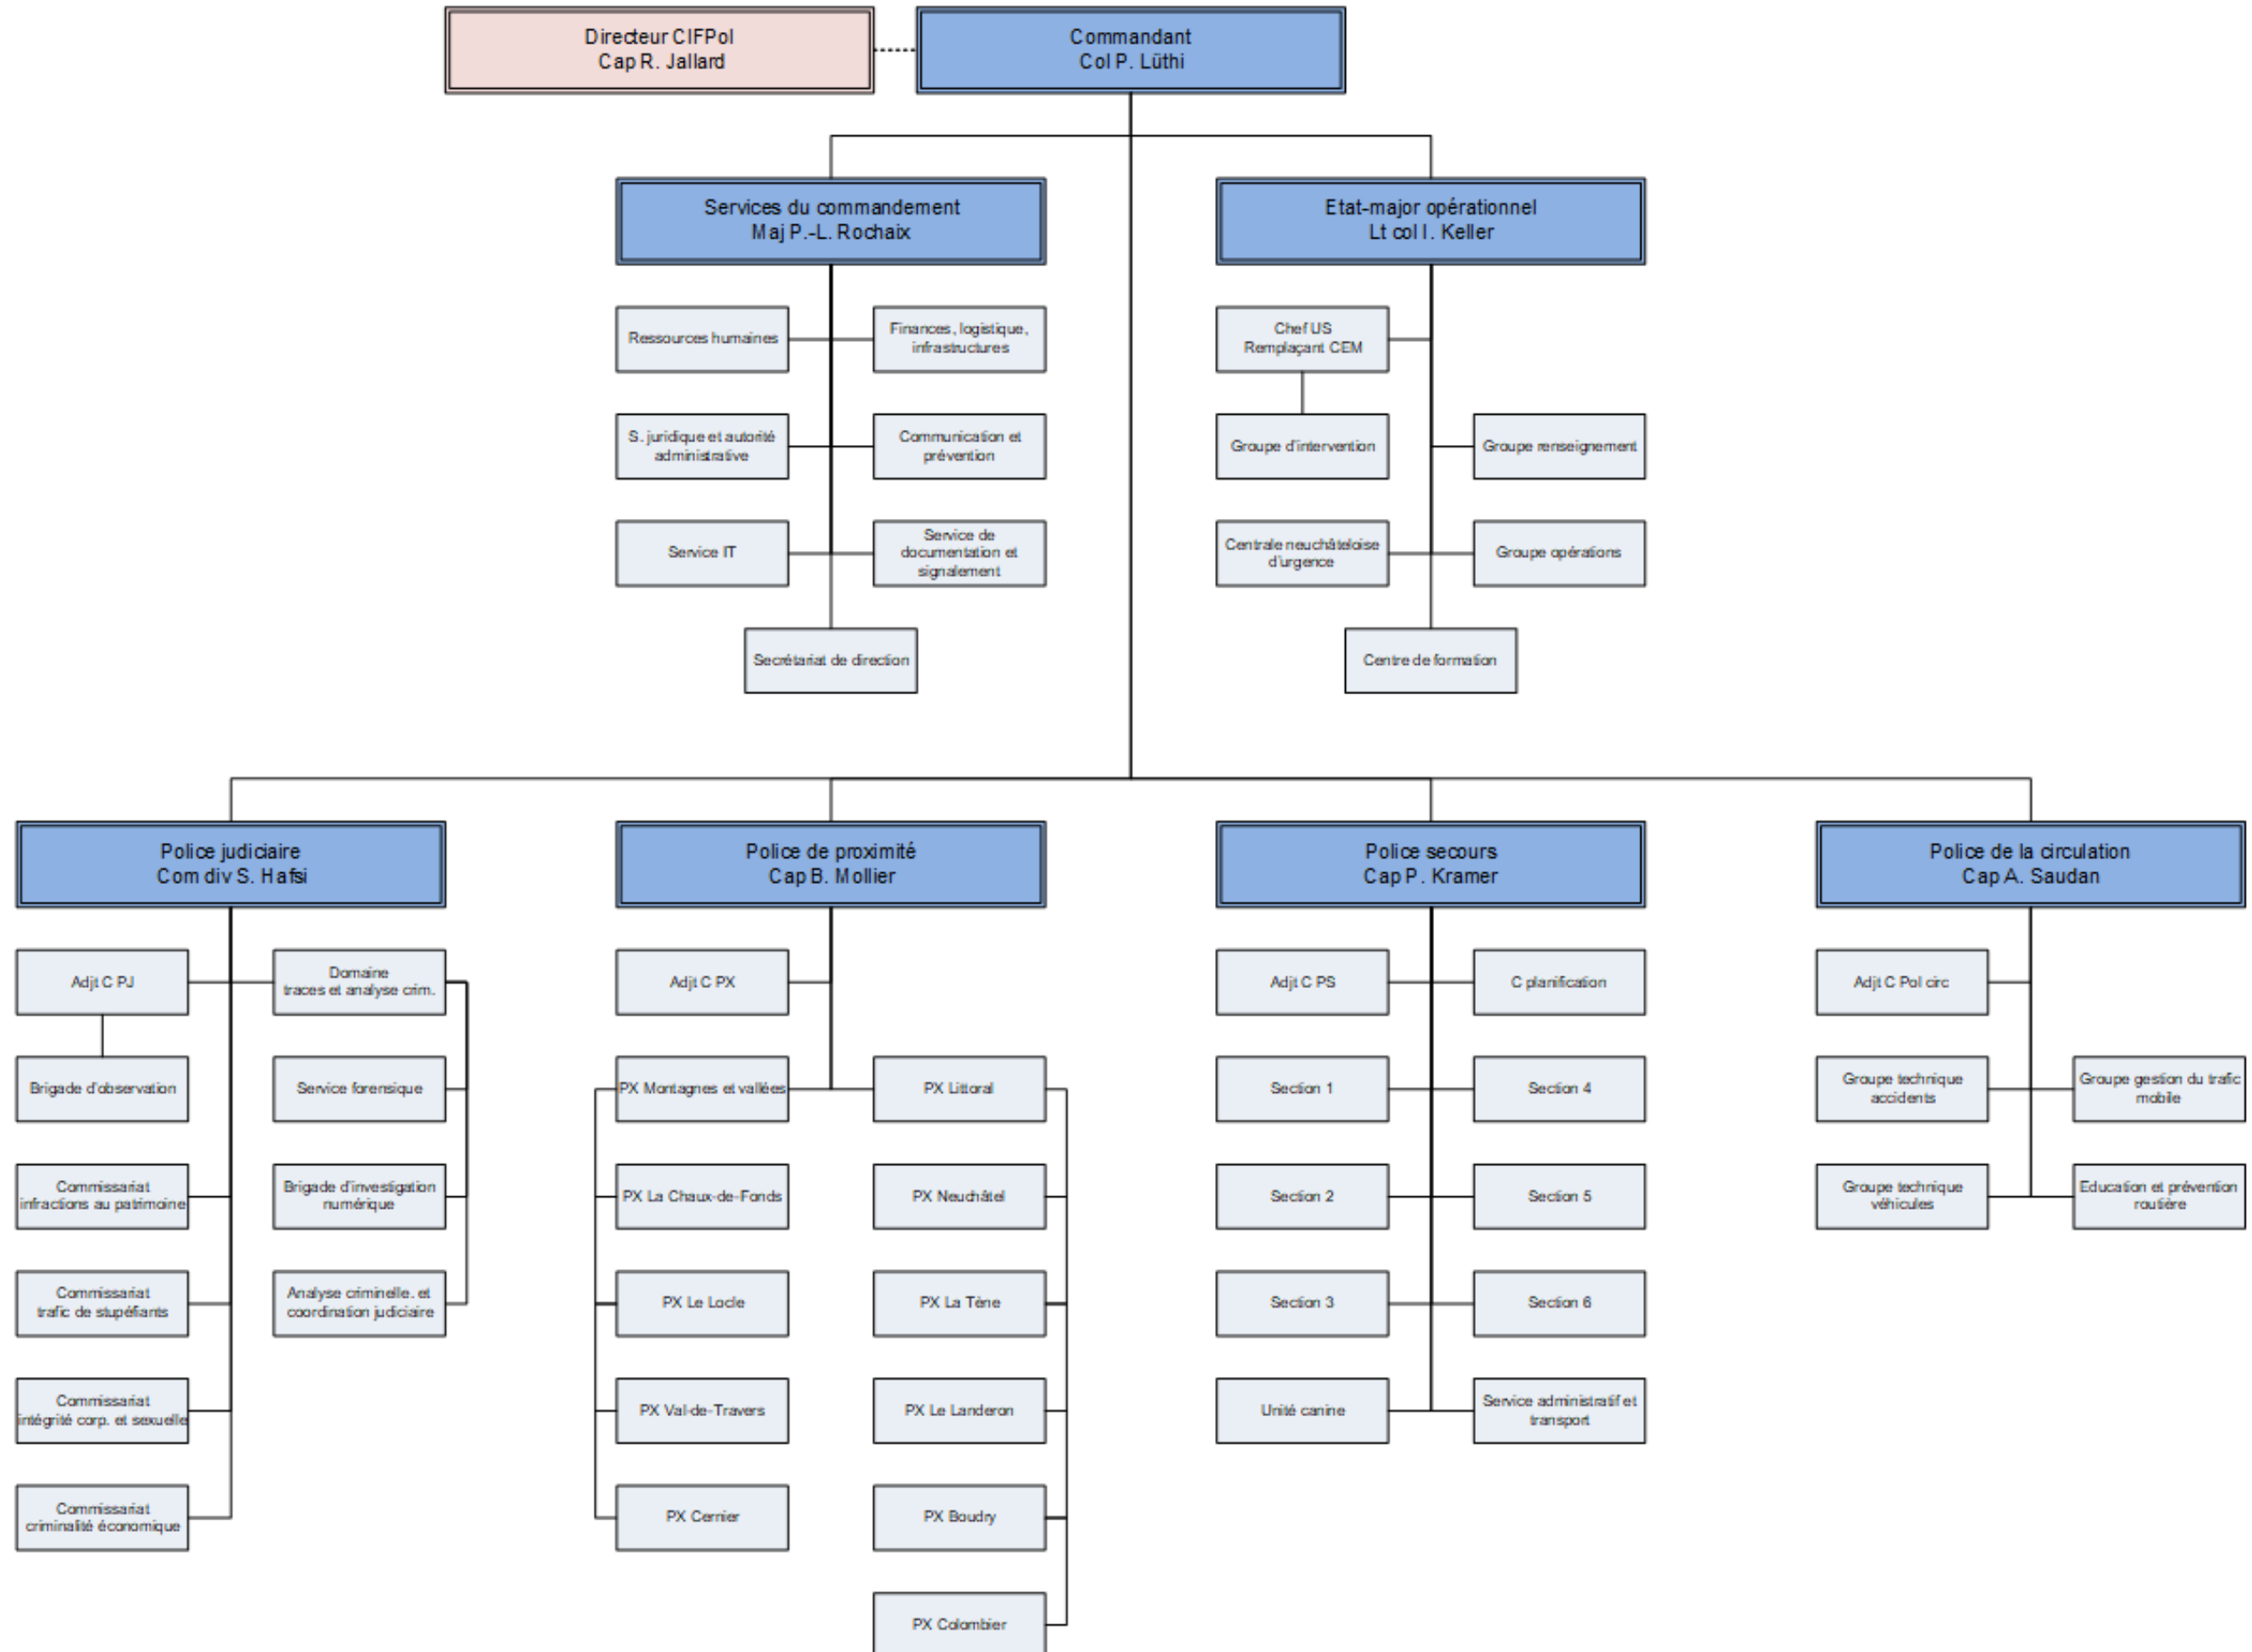 Directeur CIFPol
Cap R. Jallard
Commandant
Col P. Lüthi
Services du commandement
Maj P.-L. Rochaix
Etat-major opérationnel
Lt col I. Keller
Ressources humaines
Finances, logistique,
infrastructures
Chef US
Remplaçant CEM
S. juridique et autorité
administrative
Communication et
prévention
Groupe d'intervention
Groupe renseignement
Service IT
Service de
documentation et
signalement
Centrale neuchâteloise
d'urgence
Groupe opérations
Secrétariat de direction
Centre de formation
Police judiciaire
Com div S. Hafsi
Police de proximité
Cap B. Mollier
Police secours
Cap P. Kramer
Police de la circulation
Cap A. Saudan
Adjt C PJ
Domaine
traces et analyse crim.
Adjt C PX
Adjt C PS
C planification
Adjt C Pol circ
Brigade d'observation
Service forensique
PX Montagnes et vallées
PX Littoral
Section 1
Section 4
Groupe technique
accidents
Groupe gestion du trafic
mobile
Commissariat
infractions au patrimoine
Brigade d'investigation
numérique
PX La Chaux-de-Fonds
PX Neuchâtel
Section 2
Section 5
Groupe technique
véhicules
Education et prévention
routière
Commissariat
trafic de stupéfiants
Analyse criminelle. et
coordination judiciaire
PX Le Locle
PX La Tène
Section 3
Section 6
Commissariat
intégrité corp. et sexuelle
PX Val-de-Travers
PX Le Landeron
Unité canine
Service administratif et
transport
Commissariat
criminalité économique
PX Cernier
PX Boudry
PX Colombier